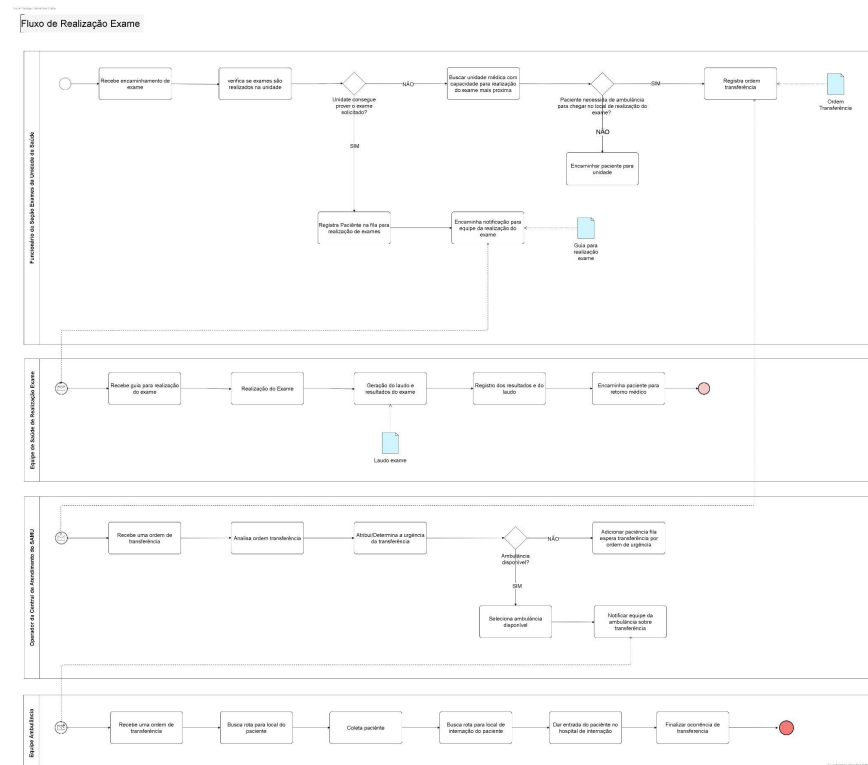 Fluxo de Realização Exame
Funcionário do Seção Exames da Unidade de Saúde
Recebe encaminhamento de
exame
verifica se exames são
realizados na unidade
Unidate consegue
prover o exame
solicitado?
NÃO
Buscar unidade médica com
capacidade para realização
do exame mais proxima
Paciente necessita de ambulância
para chegar no local de realização do
exame?
SIM
Registra ordem
transferência
Ordem
Transferência
NÃO
Encaminhar paciente para
unidade
SIM
Registra Paciênte na fila para
realização de exames
Encaminha notificação para
equipe da realização do
exame
Guia para
realização
exame
Equipe de Saúde de Realização Exame
Recebe guia para realização
do exame
Realização do Exame
Geração do laudo e
resultados do exame
Registro dos resultados e do
laudo
Encaminha paciente para
retorno médico
Laudo exame
Operador da Central de Atendimento do SAMU
Recebe uma ordem de
transferência
Analisa ordem transferência
Atribui/Determina a urgência
da transferência
Ambulância
disponível?
NÃO
Adicionar paciência fila
espera transferência por
ordem de urgência
SIM
Seleciona ambulância
disponível
Notificar equipe da
ambulância sobre
transferência
Equipe Ambulância
Recebe uma ordem de
transferência
Busca rota para local do
paciente
Coleta paciênte
Busca rota para local de
internação do paciente
Dar entrada do paciênte no
hospital de internação
Finalizar ocorrência de
transferencia